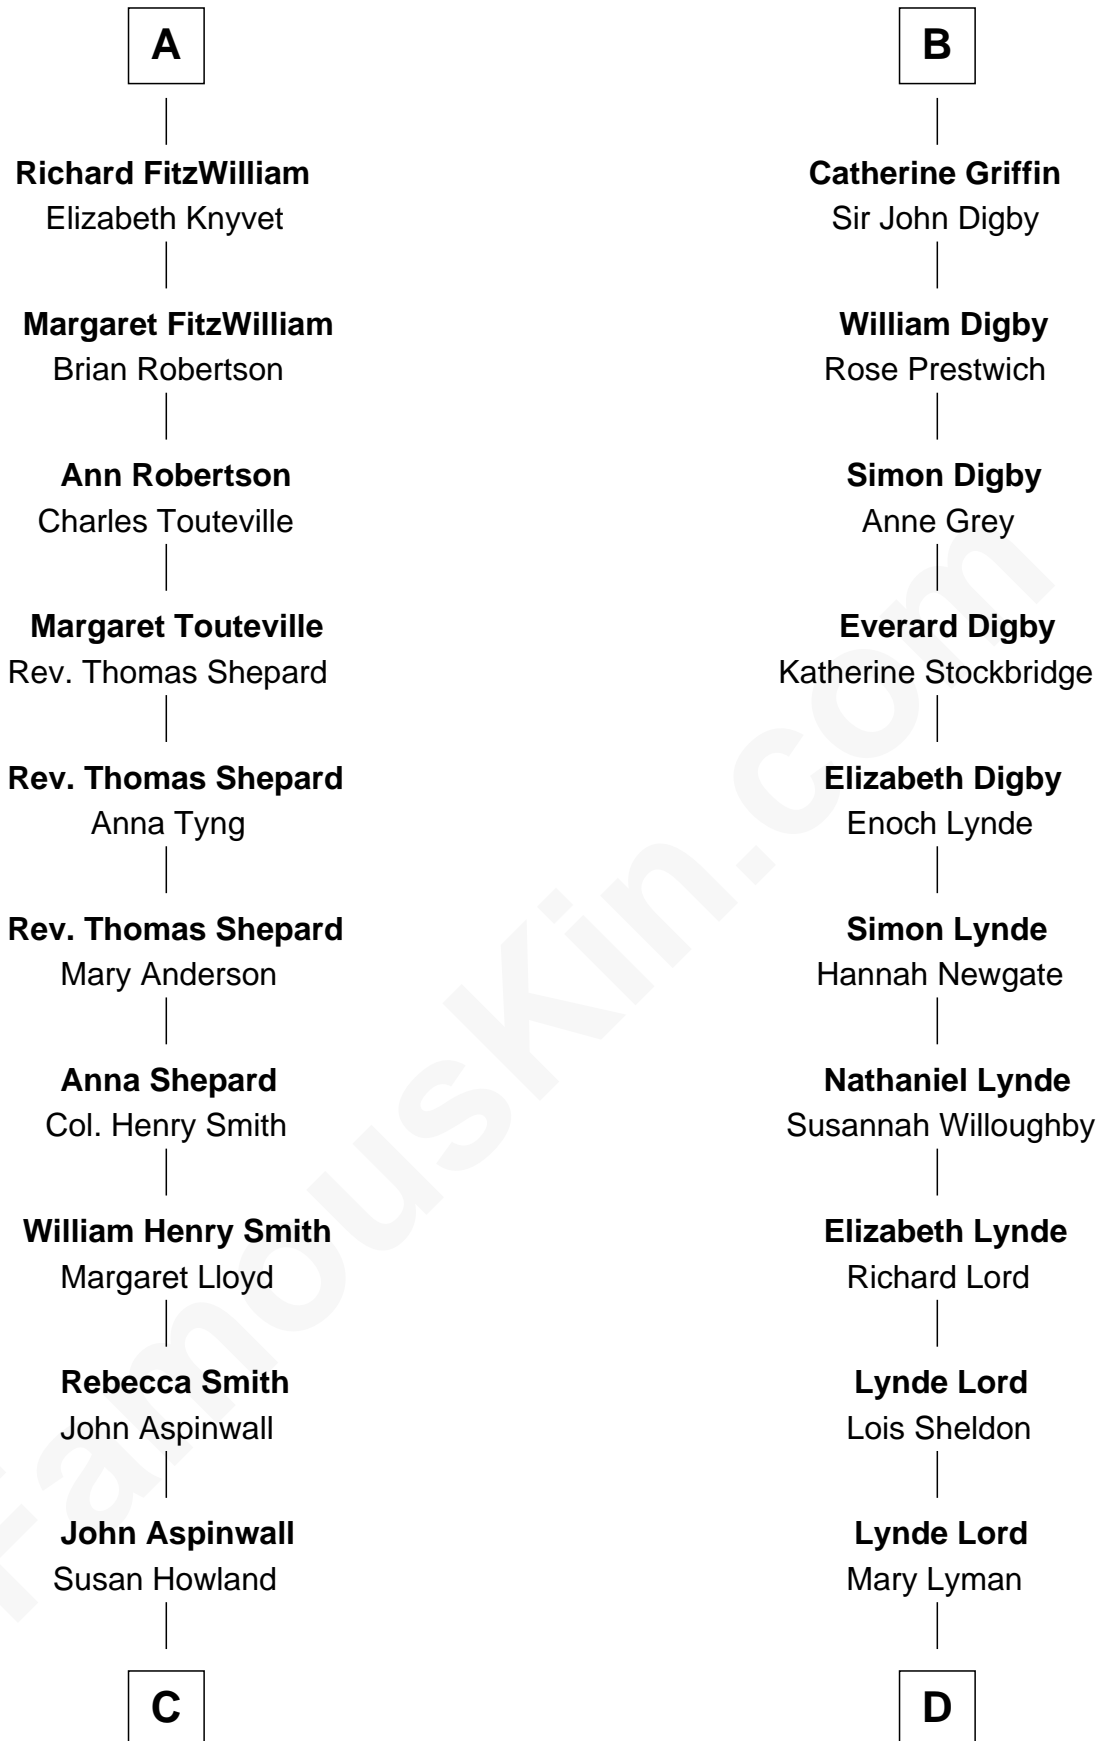 A
Richard FitzWilliam
Elizabeth Knyvet
Margaret FitzWilliam
Brian Robertson
Ann Robertson
Charles Touteville
Margaret Touteville
Rev. Thomas Shepard
Rev. Thomas Shepard
Anna Tyng
Rev. Thomas Shepard
Mary Anderson
Anna Shepard
Col. Henry Smith
William Henry Smith
Margaret Lloyd
Rebecca Smith
John Aspinwall
John Aspinwall
Susan Howland
C
B
Catherine Griffin
Sir John Digby
William Digby
Rose Prestwich
Simon Digby
Anne Grey
Everard Digby
Katherine Stockbridge
Elizabeth Digby
Enoch Lynde
Simon Lynde
Hannah Newgate
Nathaniel Lynde
Susannah Willoughby
Elizabeth Lynde
Richard Lord
Lynde Lord
Lois Sheldon
Lynde Lord
Mary Lyman
D
FamousKin.com